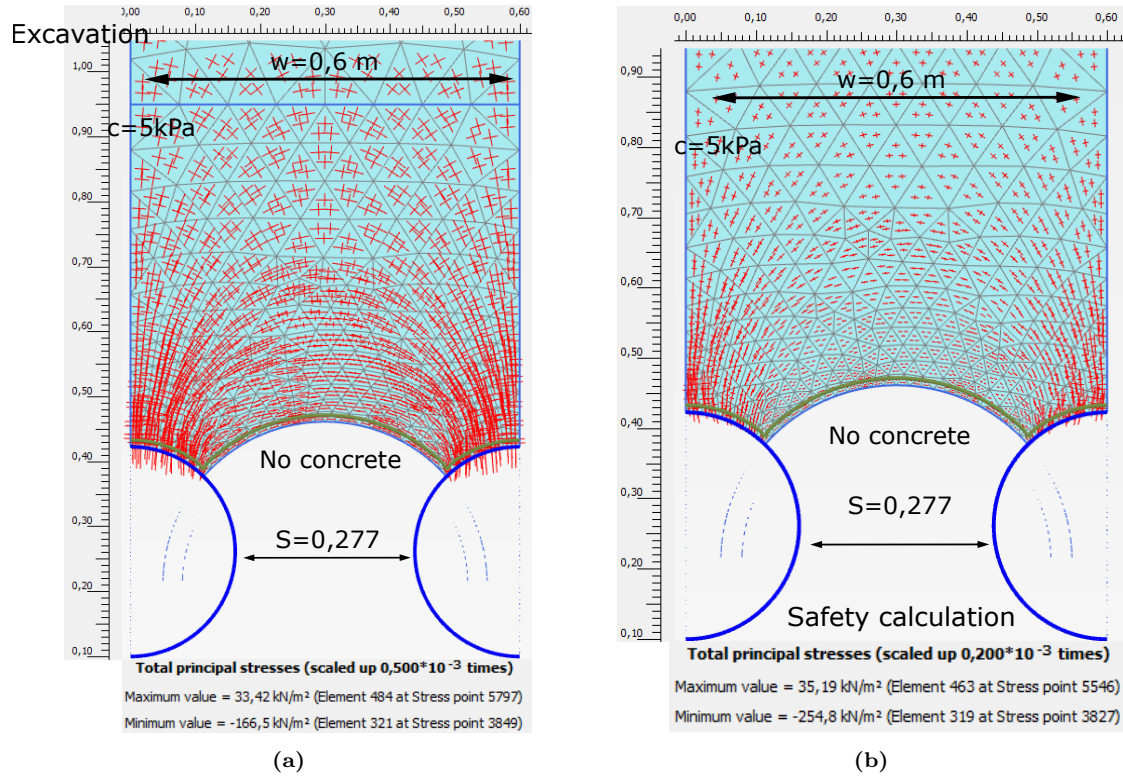 0,00 0,10 0,20 0,30 0,40 0,50 0,60
Excavation
w=0,6 m
1,00
c=5kPa
0,90
0,80
0,70
0,60
0,50
0,40
0,30
0,20
0,10
No concrete
S=0,277
Total principal stresses (scaled up 0,500*10 -3 times)
Maximum value = 33,42 kN/m² (Element 484 at Stress point 5797)
Minimum value = -166,5 kN/m² (Element 321 at Stress point 3849)
(a)
0,00 0,10 0,20 0,30 0,40 0,50 0,60
w=0,6 m
0,90
c=5kPa
0,80
0,70
0,60
0,50
0,40
0,30
0,20
0,10
No concrete
S=0,277
Safety calculation
Total principal stresses (scaled up 0,200*10 -3 times)
Maximum value = 35,19 kN/m² (Element 463 at Stress point 5546)
Minimum value = -254,8 kN/m² (Element 319 at Stress point 3827)
(b)